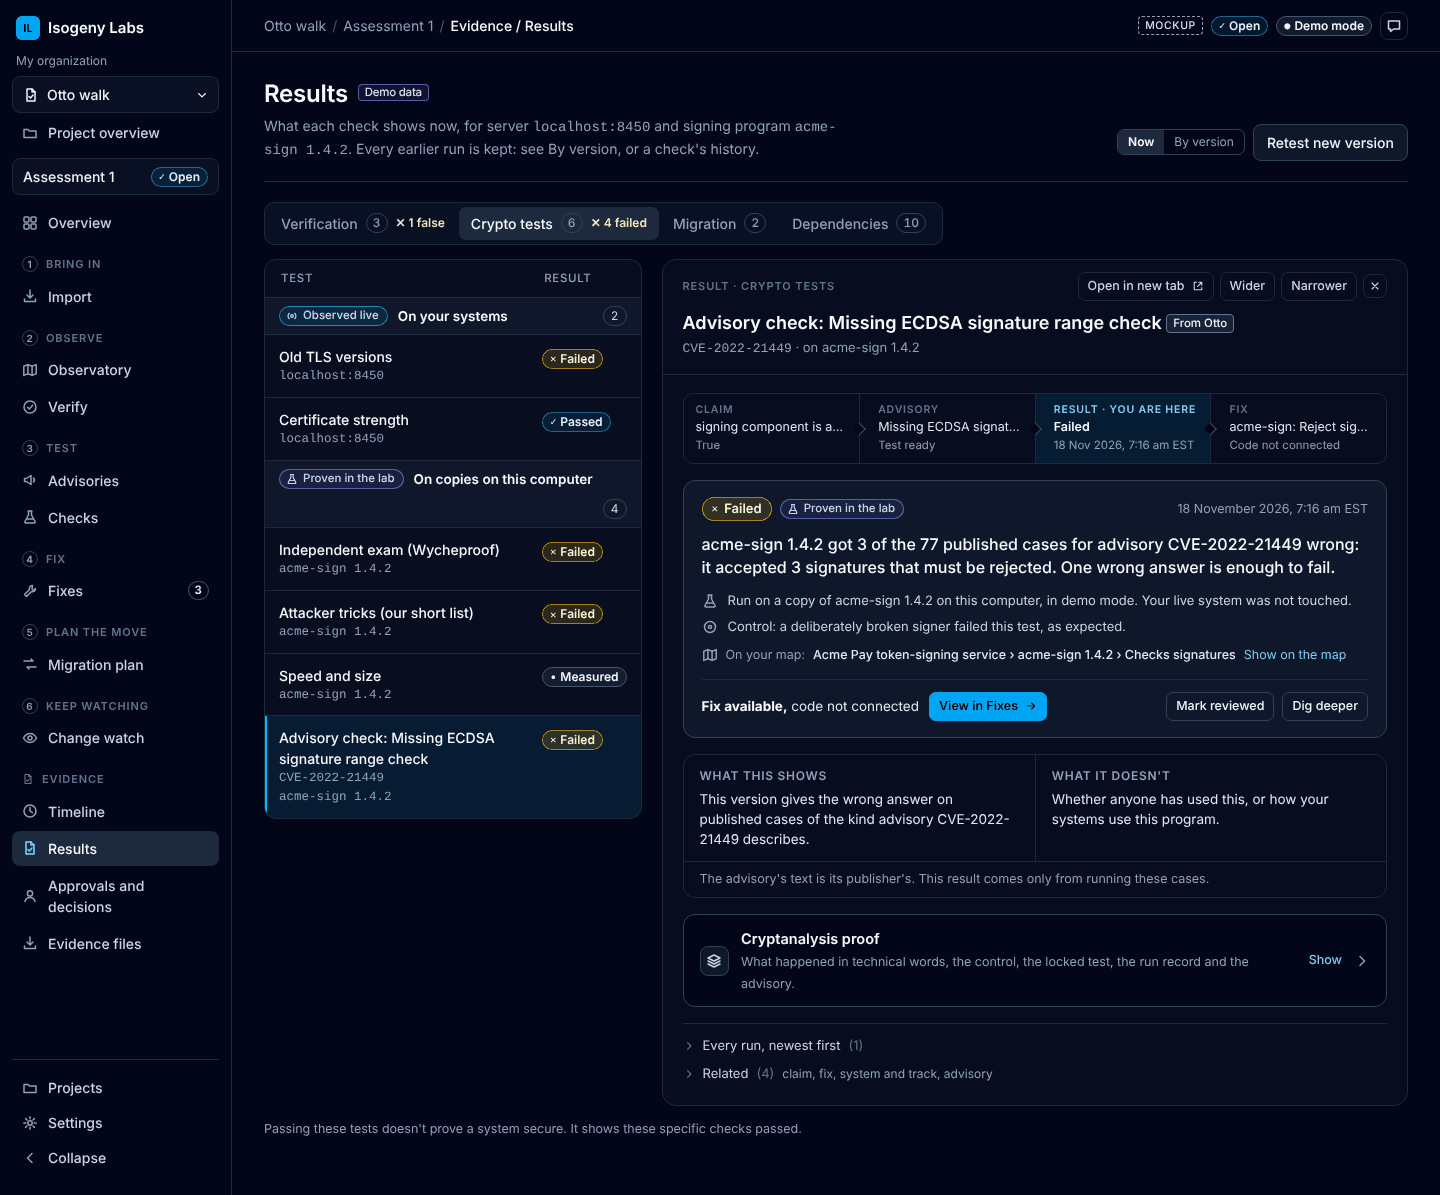 IL Isogeny Labs
My organization
Otto walk
Project overview
Assessment 1 ✓ Open
Overview
1 BRING IN
Import
2 OBSERVE
Observatory
Verify
3 TEST
Advisories
Checks
4 FIX
Fixes 3
5 PLAN THE MOVE
Migration plan
6 KEEP WATCHING
Change watch
EVIDENCE
Timeline
Results
Approvals and
decisions
Evidence files
Projects
Settings
Collapse
Otto walk / Assessment 1 / Evidence / Results
MOCKUP ✓ Open ● Demo mode
Results Demo data
What each check shows now, for server localhost:8450 and signing program acme-
sign 1.4.2. Every earlier run is kept: see By version, or a check's history.
Now By version Retest new version
Verification 3 ✕ 1 false Crypto tests 6 ✕ 4 failed Migration 2 Dependencies 10
TEST RESULT
Observed live On your systems 2
Old TLS versions × Failed
localhost:8450
Certificate strength ✓ Passed
localhost:8450
Proven in the lab On copies on this computer
4
Independent exam (Wycheproof) × Failed
acme-sign 1.4.2
Attacker tricks (our short list) × Failed
acme-sign 1.4.2
Speed and size • Measured
acme-sign 1.4.2
Advisory check: Missing ECDSA × Failed
signature range check
CVE-2022-21449
acme-sign 1.4.2
RESULT · CRYPTO TESTS Open in new tab Wider Narrower ×
Advisory check: Missing ECDSA signature range check From Otto
CVE-2022-21449 · on acme-sign 1.4.2
CLAIM
signing component is a...
True
ADVISORY
Missing ECDSA signat...
Test ready
RESULT · YOU ARE HERE
Failed
18 Nov 2026, 7:16 am EST
FIX
acme-sign: Reject sig...
Code not connected
× Failed Proven in the lab 18 November 2026, 7:16 am EST
acme-sign 1.4.2 got 3 of the 77 published cases for advisory CVE-2022-21449 wrong:
it accepted 3 signatures that must be rejected. One wrong answer is enough to fail.
Run on a copy of acme-sign 1.4.2 on this computer, in demo mode. Your live system was not touched.
Control: a deliberately broken signer failed this test, as expected.
On your map: Acme Pay token-signing service › acme-sign 1.4.2 › Checks signatures Show on the map
Fix available, code not connected View in Fixes → Mark reviewed Dig deeper
WHAT THIS SHOWS
This version gives the wrong answer on
published cases of the kind advisory CVE-2022-
21449 describes.
WHAT IT DOESN'T
Whether anyone has used this, or how your
systems use this program.
The advisory's text is its publisher's. This result comes only from running these cases.
Cryptanalysis proof
What happened in technical words, the control, the locked test, the run record and the
advisory.
Show
Every run, newest first (1)
Related (4) claim, fix, system and track, advisory
Passing these tests doesn't prove a system secure. It shows these specific checks passed.